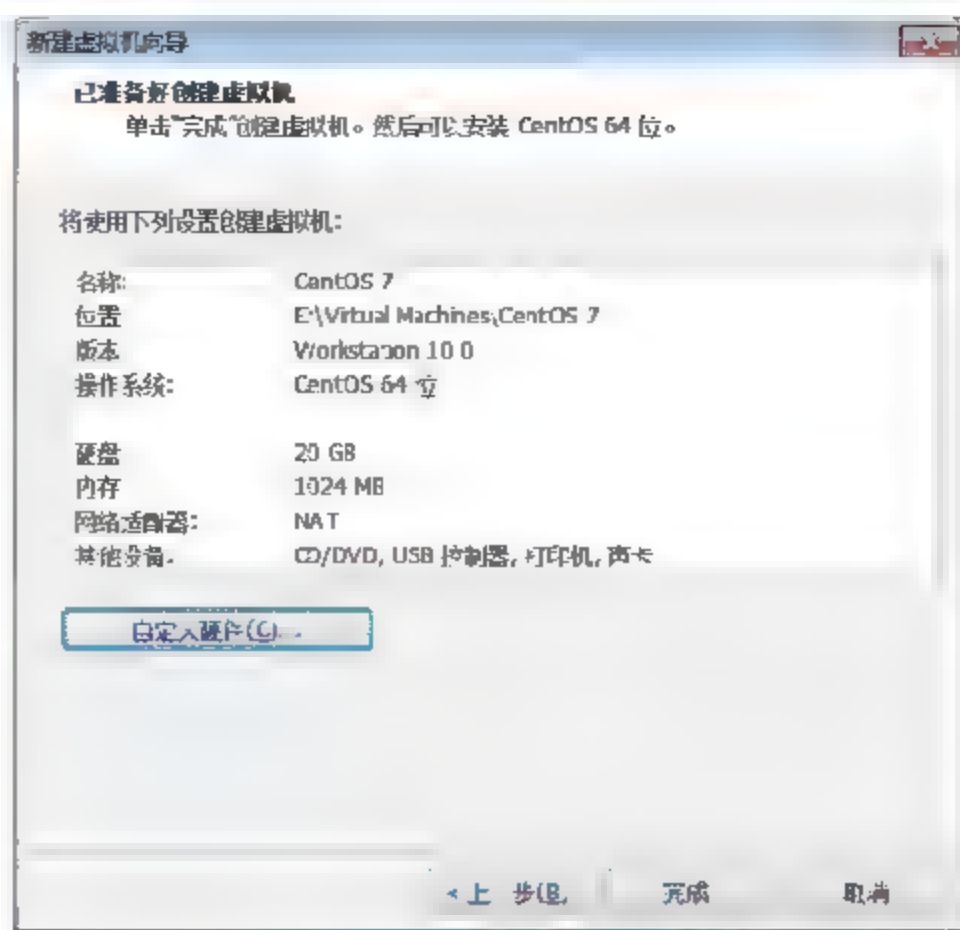 新建虚拟机向导
已准备好创建虚拟机
单击"完成"创建虚拟机。然后可以安装 CentOS 64 位。
将使用下列设置创建虚拟机:
名称: CentOS 7
位置 E:\Virtual Machines\CentOS 7
版本 Workstation 10.0
操作系统: CentOS 64 位
硬盘 20 GB
内存 1024 MB
网络适配器: NAT
其他设备: CD/DVD, USB 控制器, 打印机, 声卡
自定义硬件(C)...
< 上一步(B)
完成
取消